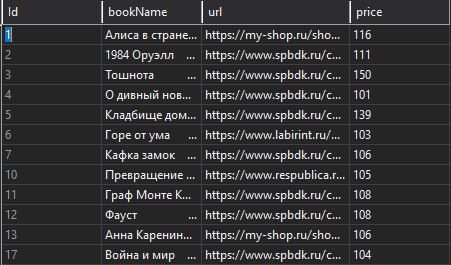 Id bookName url price
1 Алиса в стране... https://my-shop.ru/sho... 116
2 1984 Оруэлл ... https://www.spbdk.ru/c... 111
3 Тошнота ... https://www.spbdk.ru/c... 150
4 О дивный нов... https://www.spbdk.ru/c... 101
5 Кладбище дом... https://www.spbdk.ru/c... 139
6 Горе от ума ... https://www.labirint.ru/... 103
7 Кафка замок ... https://www.spbdk.ru/c... 106
10 Превращение ... https://www.respublica.r... 105
11 Граф Монте К... https://www.spbdk.ru/c... 108
12 Фауст ... https://www.spbdk.ru/c... 108
13 Анна Каренин... https://my-shop.ru/sho... 106
17 Война и мир ... https://www.spbdk.ru/c... 104